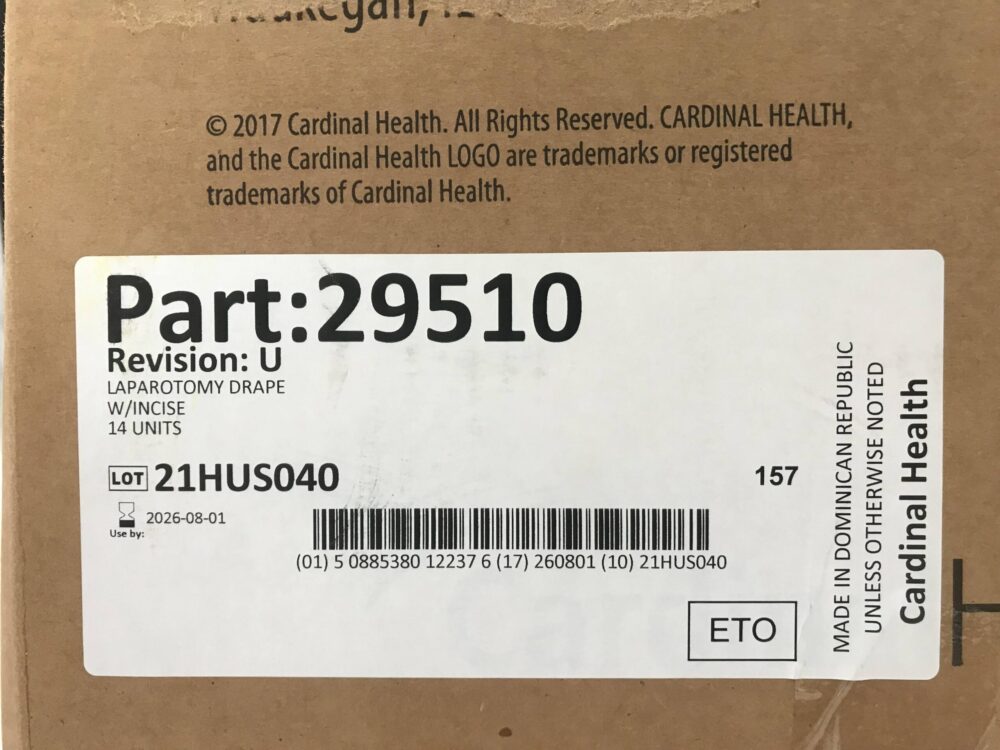 © 2017 Cardinal Health. All Rights Reserved. CARDINAL HEALTH,
and the Cardinal Health LOGO are trademarks or registered
trademarks of Cardinal Health.
Part:29510
Revision: U
LAPAROTOMY DRAPE
W/INCISE
14 UNITS
LOT 21HUS040
157
2026-08-01
Use by:
(01) 5 0885380 12237 6 (17) 260801 (10) 21HUS040
ETO
MADE IN DOMINICAN REPUBLIC
UNLESS OTHERWISE NOTED
Cardinal Health